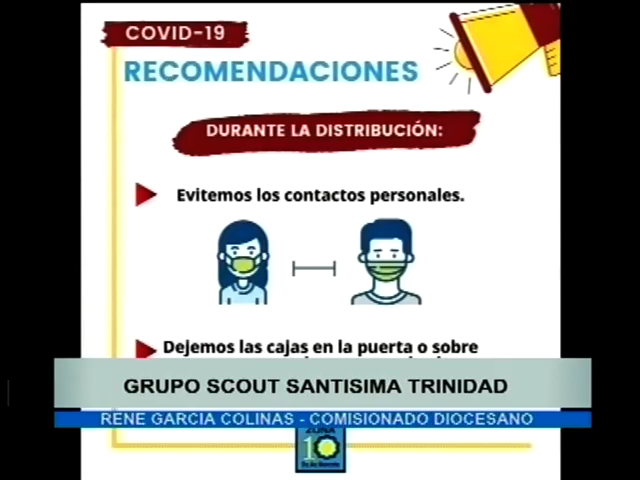 COVID-19
RECOMENDACIONES
DURANTE LA DISTRIBUCIÓN:
Evitemos los contactos personales.
Dejemos las cajas en la puerta o sobre
GRUPO SCOUT SANTISIMA TRINIDAD
RENE GARCIA COLINAS - COMISIONADO DIOCESANO
ZONA
10